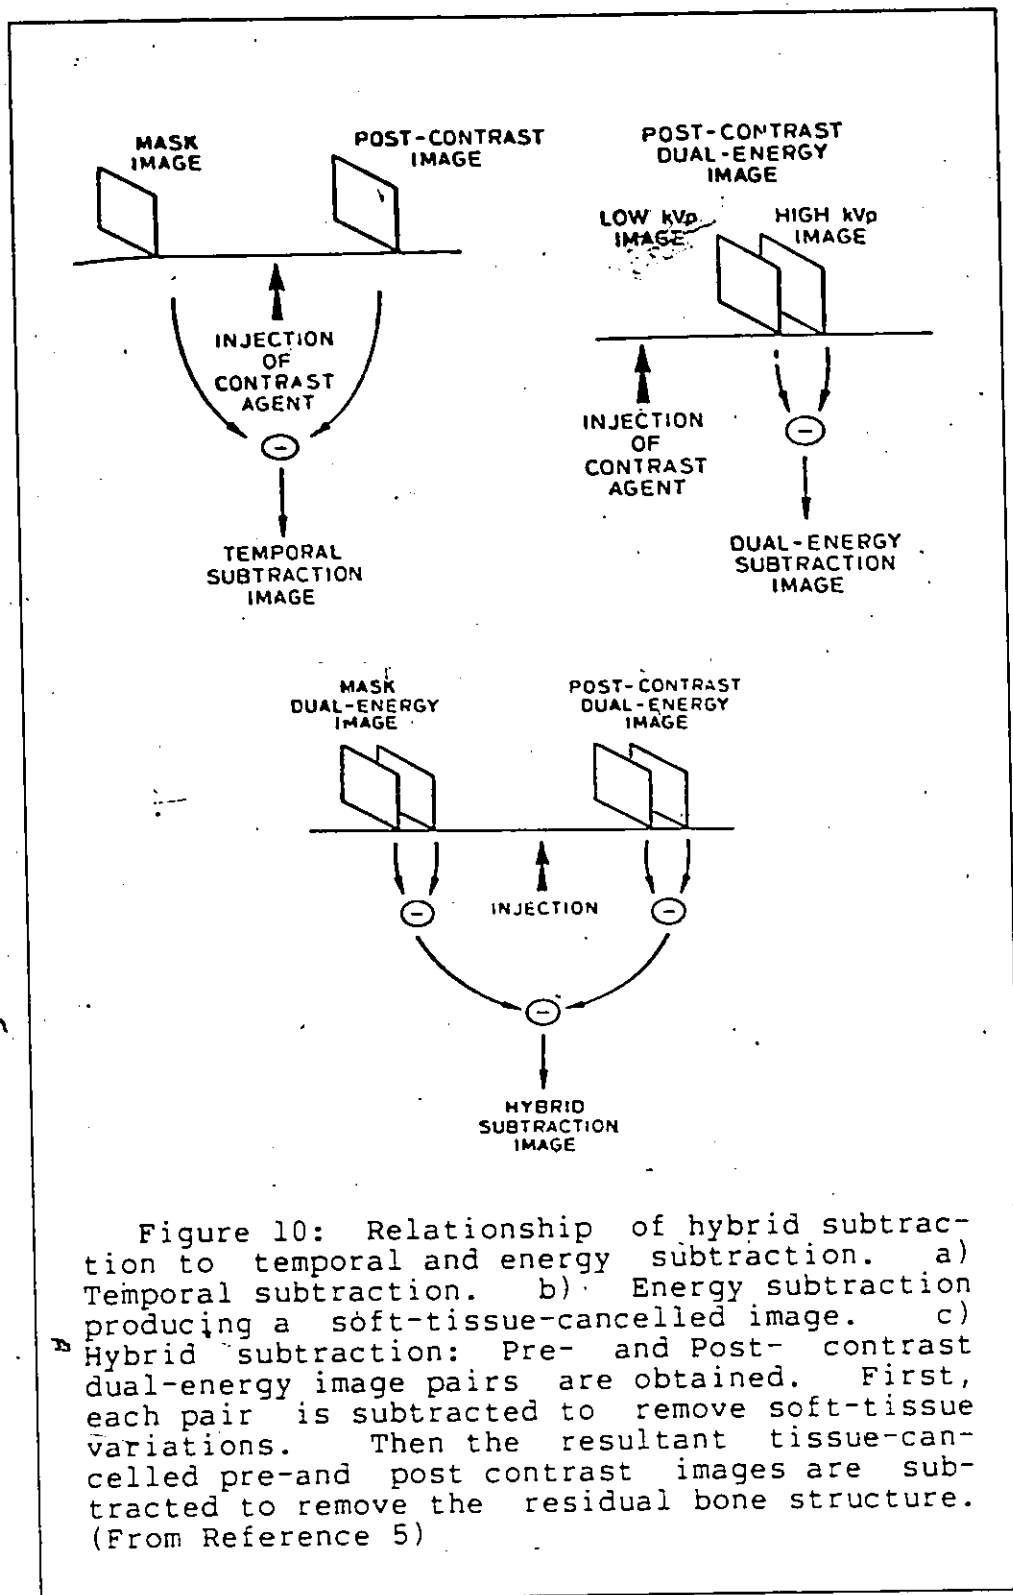 MASK
IMAGE
POST-CONTRAST
IMAGE
INJECTION
OF
CONTRAST
AGENT
−
TEMPORAL
SUBTRACTION
IMAGE
POST-CONTRAST
DUAL-ENERGY
IMAGE
LOW kVp
IMAGE
HIGH kVp
IMAGE
INJECTION
OF
CONTRAST
AGENT
−
DUAL-ENERGY
SUBTRACTION
IMAGE
MASK
DUAL-ENERGY
IMAGE
POST-CONTRAST
DUAL-ENERGY
IMAGE
−
INJECTION
−
−
HYBRID
SUBTRACTION
IMAGE
Figure 10: Relationship of hybrid subtrac-
tion to temporal and energy subtraction. a)
Temporal subtraction. b) Energy subtraction
producing a soft-tissue-cancelled image. c)
Hybrid subtraction: Pre- and Post- contrast
dual-energy image pairs are obtained. First,
each pair is subtracted to remove soft-tissue
variations. Then the resultant tissue-can-
celled pre-and post contrast images are sub-
tracted to remove the residual bone structure.
(From Reference 5)